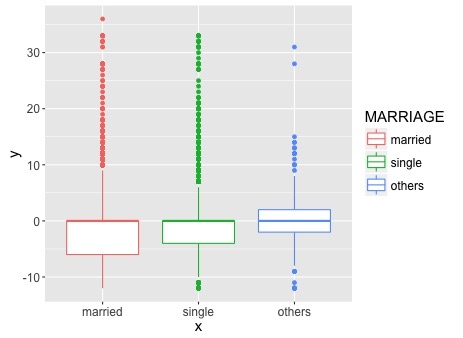 30
20
10
0
-10
y
married single others
x
MARRIAGE
married
single
others